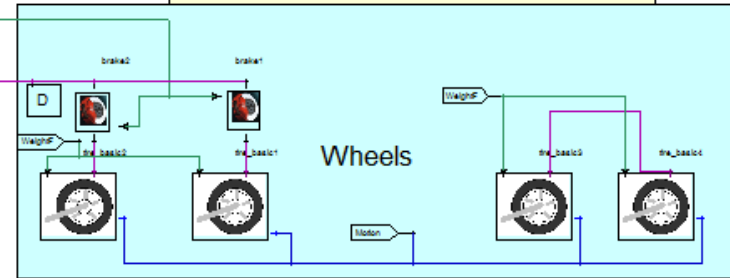 brake2
brake1
D
WeightF
WeightF
tire_basic2
tire_basic1
Wheels
tire_basic3
tire_basic4
Motion